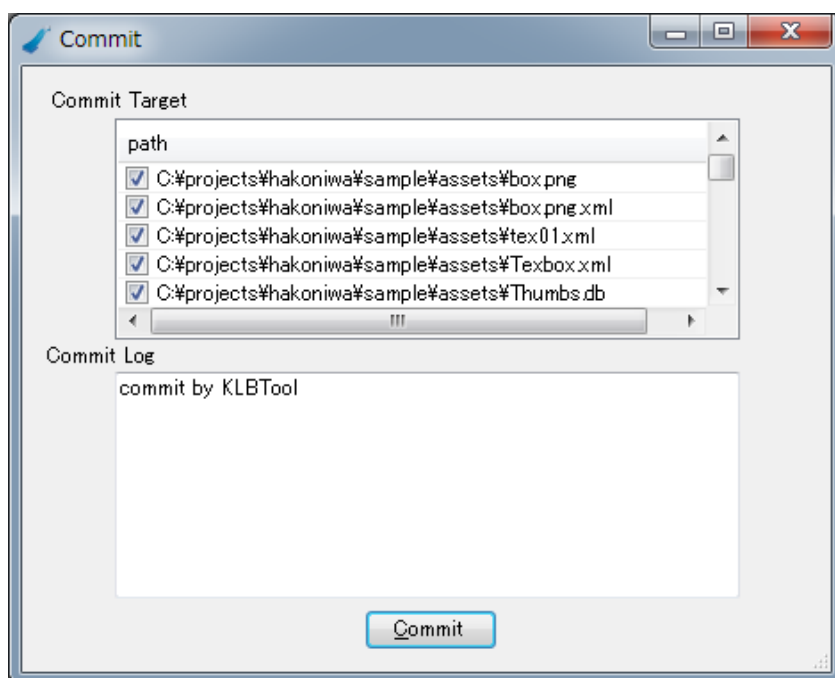 Commit
Commit Target
path
C:¥projects¥hakoniwa¥sample¥assets¥box.png
C:¥projects¥hakoniwa¥sample¥assets¥box.png.xml
C:¥projects¥hakoniwa¥sample¥assets¥tex01.xml
C:¥projects¥hakoniwa¥sample¥assets¥Texbox.xml
C:¥projects¥hakoniwa¥sample¥assets¥Thumbs.db
Commit Log
commit by KLBTool
Commit